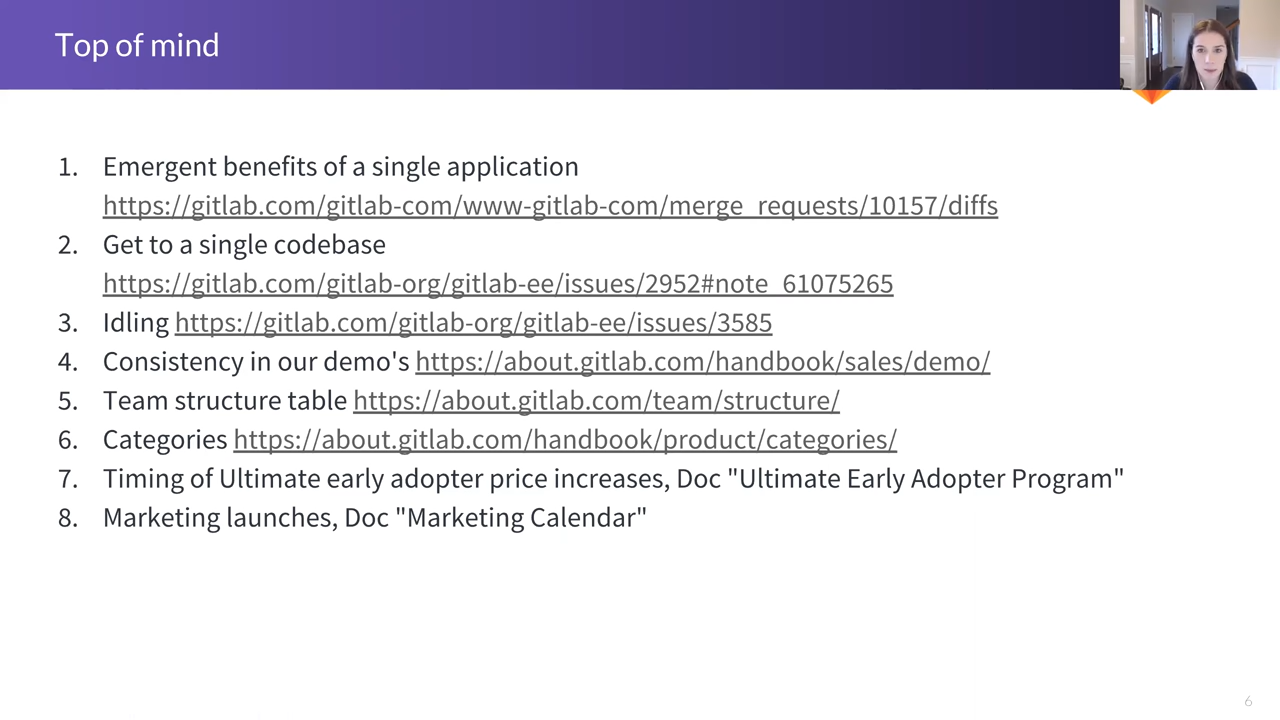 Top of mind
1. Emergent benefits of a single application
https://gitlab.com/gitlab-com/www-gitlab-com/merge_requests/10157/diffs
2. Get to a single codebase
https://gitlab.com/gitlab-org/gitlab-ee/issues/2952#note_61075265
3. Idling https://gitlab.com/gitlab-org/gitlab-ee/issues/3585
4. Consistency in our demo's https://about.gitlab.com/handbook/sales/demo/
5. Team structure table https://about.gitlab.com/team/structure/
6. Categories https://about.gitlab.com/handbook/product/categories/
7. Timing of Ultimate early adopter price increases, Doc "Ultimate Early Adopter Program"
8. Marketing launches, Doc "Marketing Calendar"
6